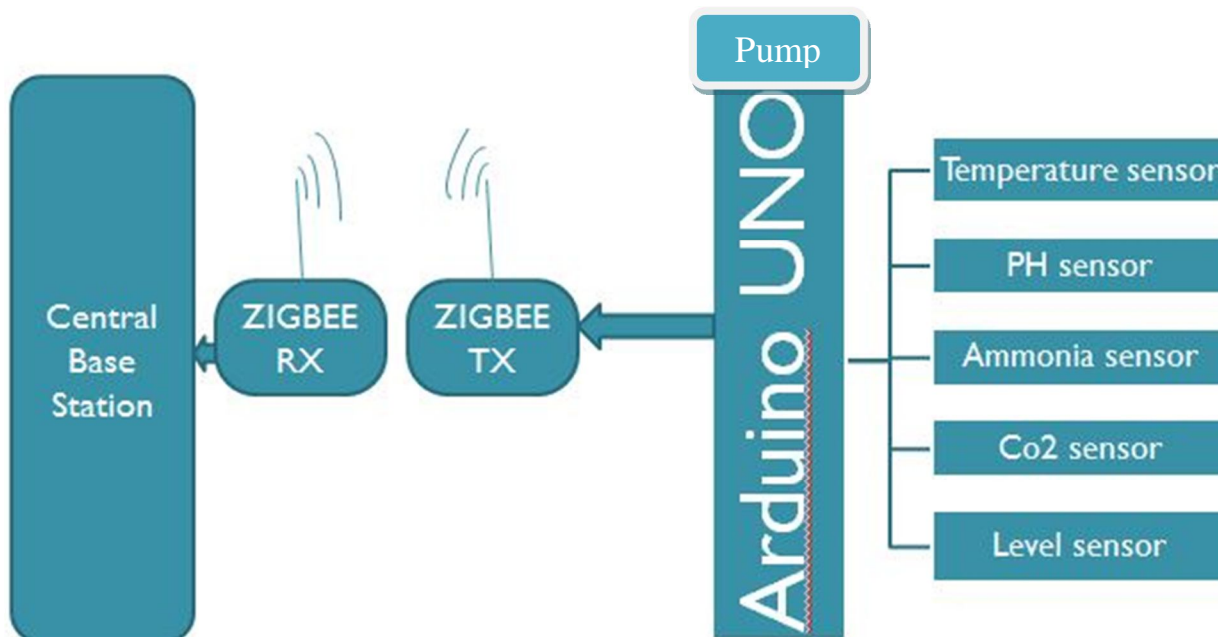 Pump
Central
Base
Station
ZIGBEE
RX
ZIGBEE
TX
Arduino UNO
Temperature sensor
PH sensor
Ammonia sensor
Co2 sensor
Level sensor